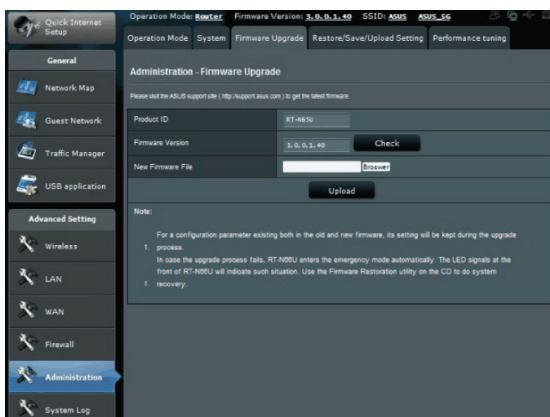 Quick Internet
Setup
Operation Mode: Router Firmware Version: 3.0.0.1.40 SSID: ASUS ASUS_5G
Operation Mode System Firmware Upgrade Restore/Save/Upload Setting Performance tuning
General
Network Map
Guest Network
Traffic Manager
USB application
Advanced Setting
Wireless
LAN
WAN
Firewall
Administration
System Log
Administration - Firmware Upgrade
Please visit the ASUS support site ( http://support.asus.com ) to get the latest firmware.
Product ID RT-N65U
Firmware Version 3.0.0.1.40 Check
New Firmware File Broswer
Upload
Note:
For a configuration parameter existing both in the old and new firmware, its setting will be kept during the upgrade
1. process.
In case the upgrade process fails, RT-N66U enters the emergency mode automatically. The LED signals at the
front of RT-N66U will indicate such situation. Use the Firmware Restoration utility on the CD to do system
1. recovery.